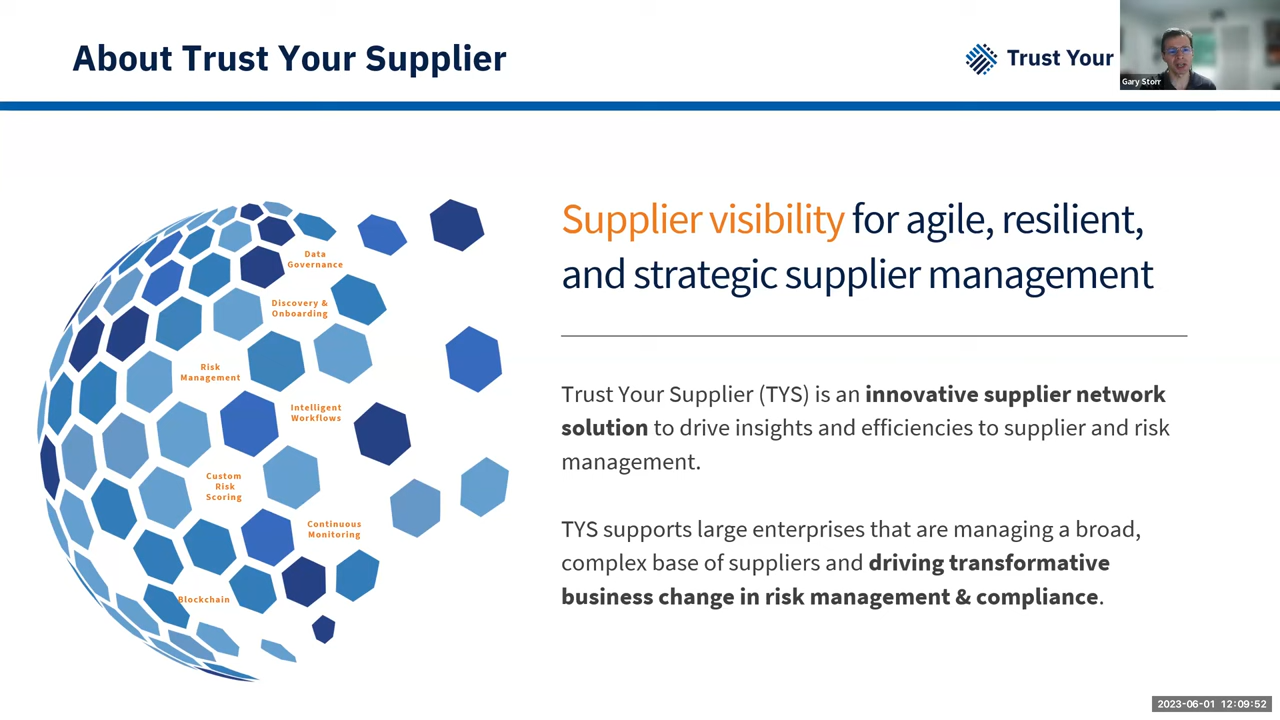 About Trust Your Supplier
Trust Your
Gary Storr
Supplier visibility for agile, resilient,
and strategic supplier management
Data
Governance
Discovery &
Onboarding
Risk
Management
Intelligent
Workflows
Custom
Risk
Scoring
Continuous
Monitoring
Blockchain
Trust Your Supplier (TYS) is an innovative supplier network
solution to drive insights and efficiencies to supplier and risk
management.
TYS supports large enterprises that are managing a broad,
complex base of suppliers and driving transformative
business change in risk management & compliance.
2023-06-01 12:09:52